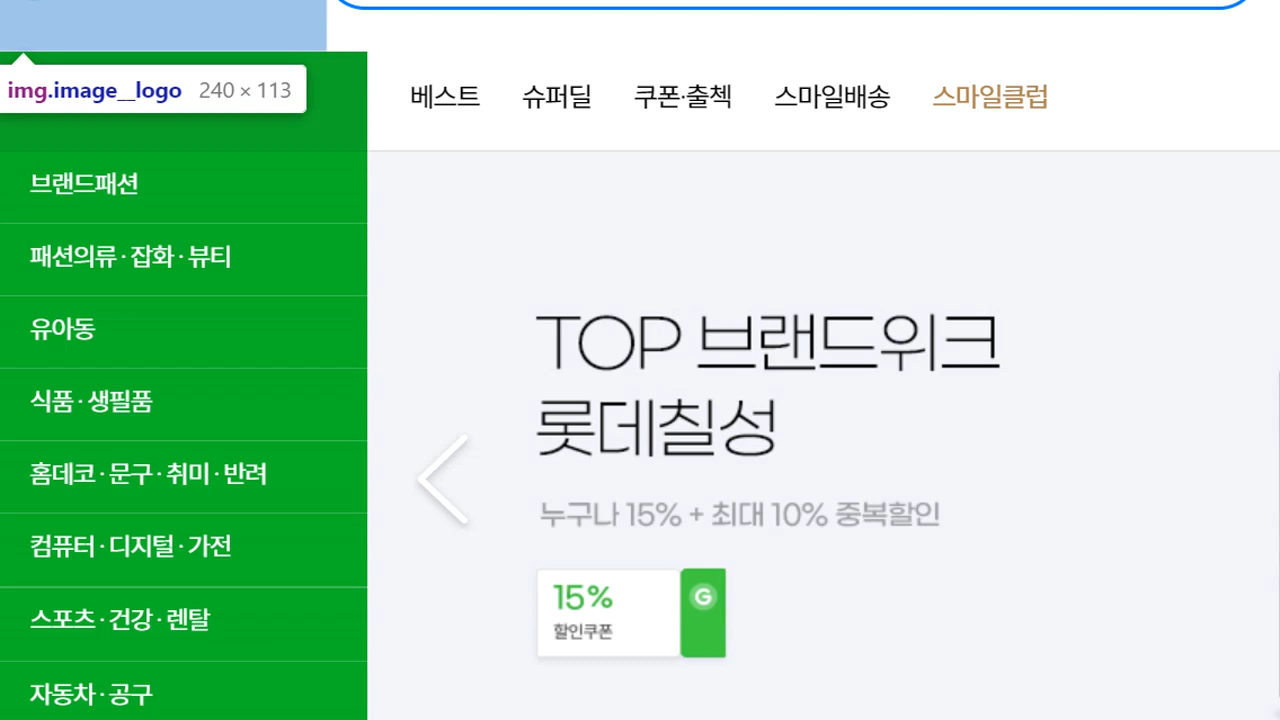 img.image__logo 240 × 113
베스트 슈퍼딜 쿠폰·출첵 스마일배송 스마일클럽
브랜드패션
패션의류·잡화·뷰티
유아동
식품·생필품
홈데코·문구·취미·반려
컴퓨터·디지털·가전
스포츠·건강·렌탈
자동차·공구
TOP 브랜드위크
롯데칠성
누구나 15% + 최대 10% 중복할인
15% G
할인쿠폰